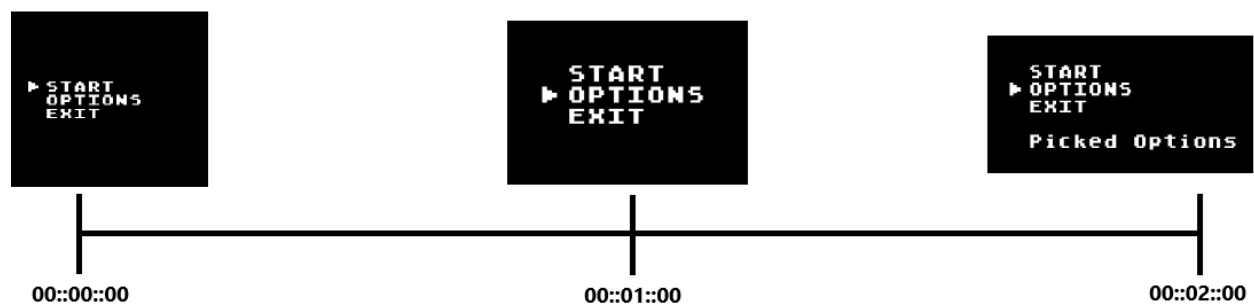 START
OPTIONS
EXIT
START
OPTIONS
EXIT
START
OPTIONS
EXIT
Picked Options
00::00::00
00::01::00
00::02::00